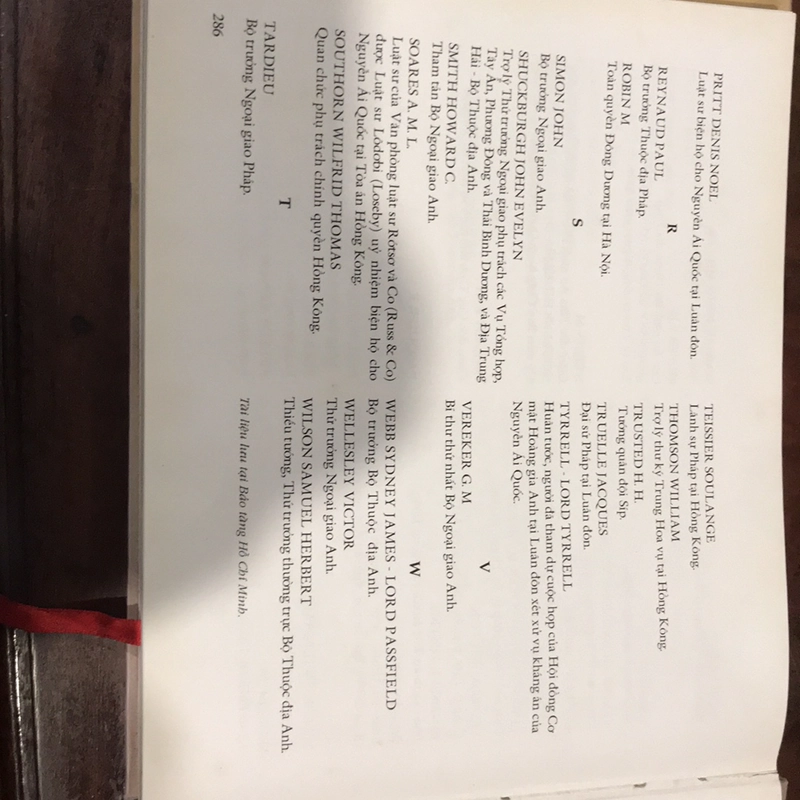 PRITT DENIS NOEL
Luật sư biện hộ cho Nguyễn Ái Quốc tại Luân đôn.
R
REYNAUD PAUL
Bộ trưởng Thuộc địa Pháp.
ROBIN M
Toàn quyền Đông Dương tại Hà Nội.
S
SIMON JOHN
Bộ trưởng Ngoại giao Anh.
SHUCKBURGH JOHN EVELYN
Trợ lý Thứ trưởng Ngoại giao phụ trách các Vụ Tổng hợp,
Tây Ấn, Phương Đông và Thái Bình Dương, và Địa Trung
Hải - Bộ Thuộc địa Anh.
SMITH HOWARD C.
Tham tán Bộ Ngoại giao Anh.
SOARES A. M. L.
Luật sư của Văn phòng luật sư Rớtsơ và Co (Russ & Co)
được Luật sư Lôdơbi (Loseby) uỷ nhiệm biện hộ cho
Nguyễn Ái Quốc tại Tòa án Hồng Kông.
SOUTHORN WILFRID THOMAS
Quan chức phụ trách chính quyền Hồng Kông.
T
TARDIEU
Bộ trưởng Ngoại giao Pháp.
286
TEISSIER SOULANGE
Lãnh sự Pháp tại Hồng Kông.
THOMSON WILLIAM
Trợ lý thư ký Trung Hoa vụ tại Hồng Kông.
TRUSTED H. H.
Tướng quân đội Síp.
TRUELLE JACQUES
Đại sứ Pháp tại Luân đôn.
TYRRELL - LORD TYRRELL
Huân tước, người đã tham dự cuộc họp của Hội đồng Cơ
mật Hoàng gia Anh tại Luân đôn xét xử vụ kháng án của
Nguyễn Ái Quốc.
V
VEREKER G. M
Bí thư thứ nhất Bộ Ngoại giao Anh.
W
WEBB SYDNEY JAMES - LORD PASSFIELD
Bộ trưởng Bộ Thuộc địa Anh.
WELLESLEY VICTOR
Thứ trưởng Ngoại giao Anh.
WILSON SAMUEL HERBERT
Thiếu tướng, Thứ trưởng thường trực Bộ Thuộc địa Anh.
Tài liệu lưu tại Bảo tàng Hồ Chí Minh.